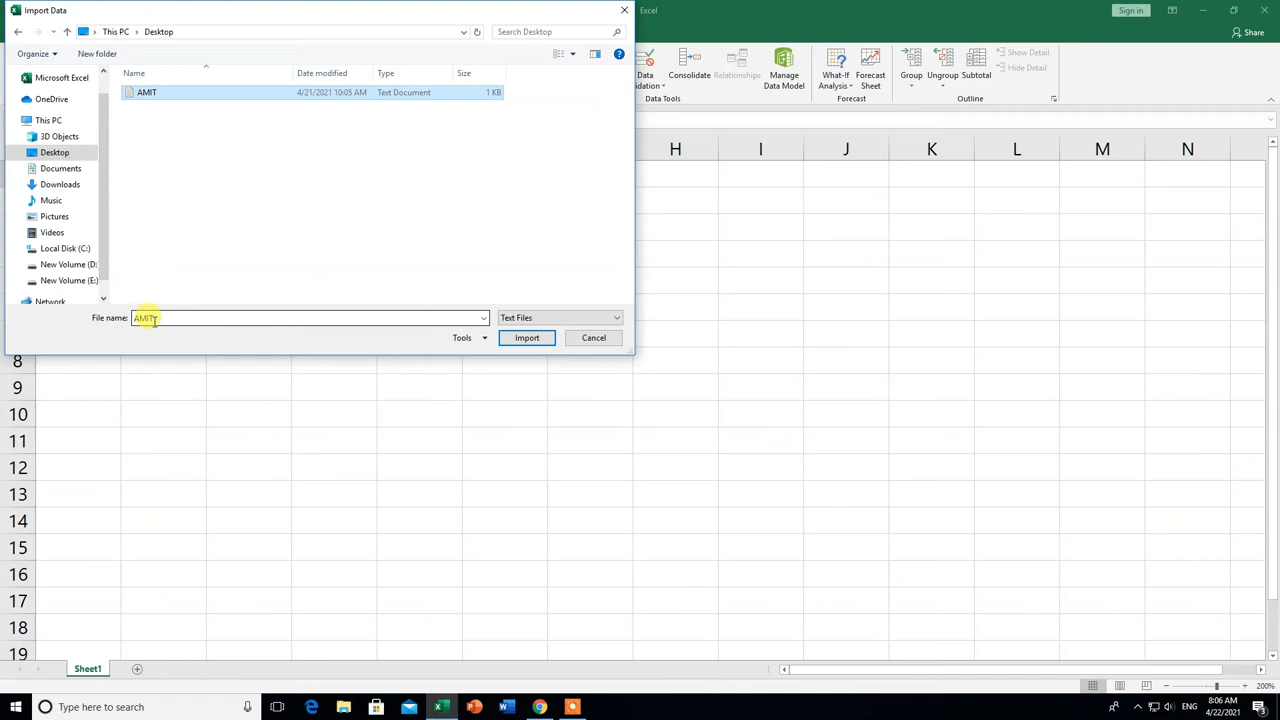 Import Data
Excel
Sign in
This PC
Desktop
Search Desktop
Share
Organize
New folder
Name
Date modified
Type
Size
AMIT
4/21/2021 10:05 AM
Text Document
1 KB
Microsoft Excel
OneDrive
This PC
3D Objects
Desktop
Documents
Downloads
Music
Pictures
Videos
Local Disk (C:)
New Volume (D:
New Volume (E:)
Network
File name:
AMIT
Text Files
Tools
Import
Cancel
Data
Validation
Consolidate
Relationships
Manage
Data Model
Data Tools
What-If
Analysis
Forecast
Sheet
Forecast
Group
Ungroup
Subtotal
Show Detail
Hide Detail
Outline
H I J K L M N
8
9
10
11
12
13
14
15
16
17
18
19
Sheet1
200%
Type here to search
ENG
8:06 AM
4/22/2021
3